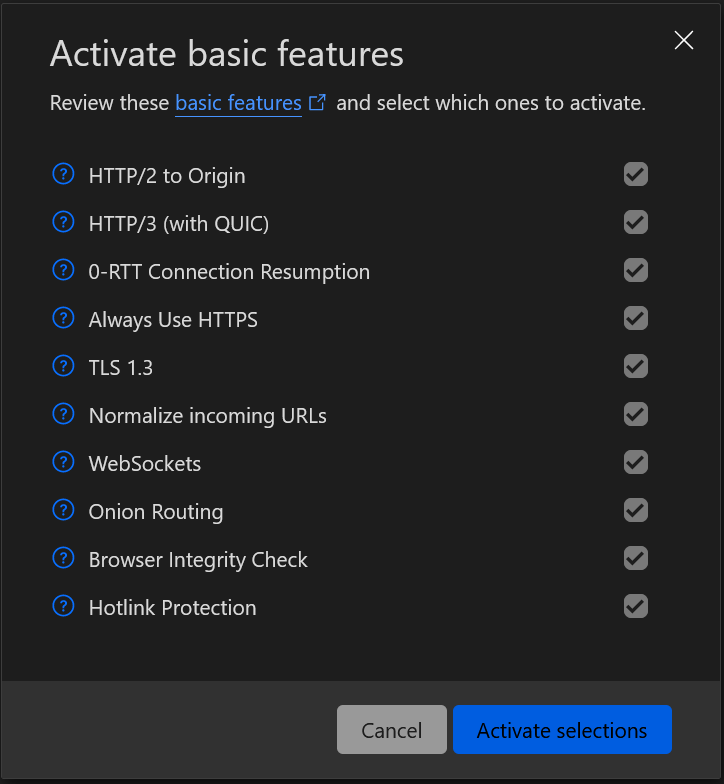 Activate basic features
Review these basic features and select which ones to activate.
HTTP/2 to Origin
HTTP/3 (with QUIC)
0-RTT Connection Resumption
Always Use HTTPS
TLS 1.3
Normalize incoming URLs
WebSockets
Onion Routing
Browser Integrity Check
Hotlink Protection
Cancel Activate selections